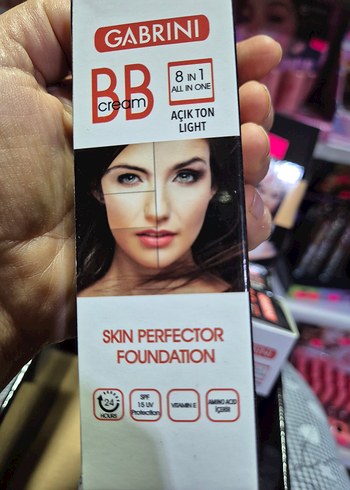 GABRINI
BB
cream
8 IN 1
ALL IN ONE
AÇIK TON
LIGHT
SKIN PERFECTOR
FOUNDATION
24
HOURS
SPF
15 UV
Protection
VITAMIN E
AMINO ACID
İÇERİR
GABRINI